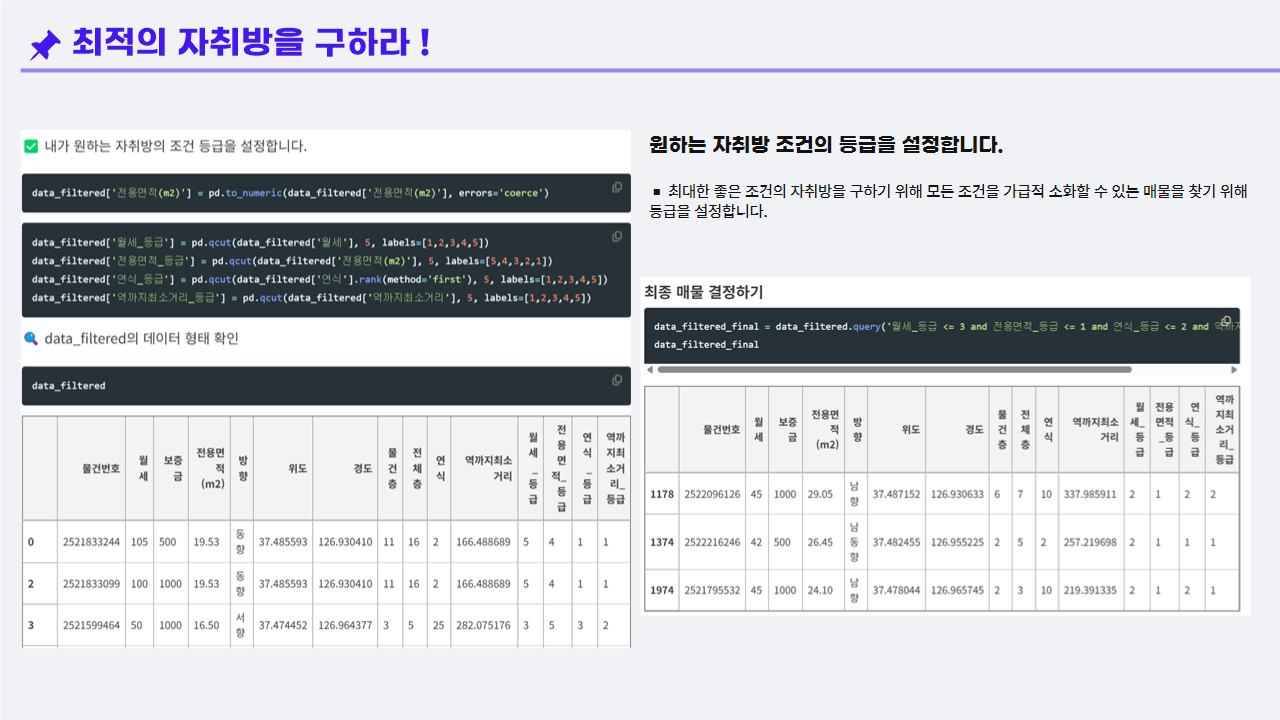 최적의 자취방을 구하라 !
내가 원하는 자취방의 조건 등급을 설정합니다.
data_filtered['전용면적(m2)'] = pd.to_numeric(data_filtered['전용면적(m2)'], errors='coerce')
data_filtered['월세_등급'] = pd.qcut(data_filtered['월세'], 5, labels=[1,2,3,4,5])
data_filtered['전용면적_등급'] = pd.qcut(data_filtered['전용면적(m2)'], 5, labels=[5,4,3,2,1])
data_filtered['연식_등급'] = pd.qcut(data_filtered['연식'].rank(method='first'), 5, labels=[1,2,3,4,5])
data_filtered['역까지최소거리_등급'] = pd.qcut(data_filtered['역까지최소거리'], 5, labels=[1,2,3,4,5])
data_filtered의 데이터 형태 확인
data_filtered
물건번호 월세 보증금 전용면적(m2) 방향 위도 경도 물건층 전체층 연식 역까지최소거리 월세_등급 전용면적_등급 연식_등급 역까지최소거리_등급
0 2521833244 105 500 19.53 동향 37.485593 126.930410 11 16 2 166.488689 5 4 1 1
2 2521833099 100 1000 19.53 동향 37.485593 126.930410 11 16 2 166.488689 5 4 1 1
3 2521599464 50 1000 16.50 서향 37.474452 126.964377 3 5 25 282.075176 3 5 3 2
원하는 자취방 조건의 등급을 설정합니다.
▪ 최대한 좋은 조건의 자취방을 구하기 위해 모든 조건을 가급적 소화할 수 있는 매물을 찾기 위해
등급을 설정합니다.
최종 매물 결정하기
data_filtered_final = data_filtered.query('월세_등급 <= 3 and 전용면적_등급 <= 1 and 연식_등급 <= 2 and
data_filtered_final
물건번호 월세 보증금 전용면적(m2) 방향 위도 경도 물건층 전체층 연식 역까지최소거리 월세_등급 전용면적_등급 연식_등급 역까지최소거리_등급
1178 2522096126 45 1000 29.05 남향 37.487152 126.930633 6 7 10 337.985911 2 1 2 2
1374 2522216246 42 500 26.45 남동향 37.482455 126.955225 2 5 2 257.219698 2 1 1 1
1974 2521795532 45 1000 24.10 남향 37.478044 126.965745 2 3 10 219.391335 2 1 2 1